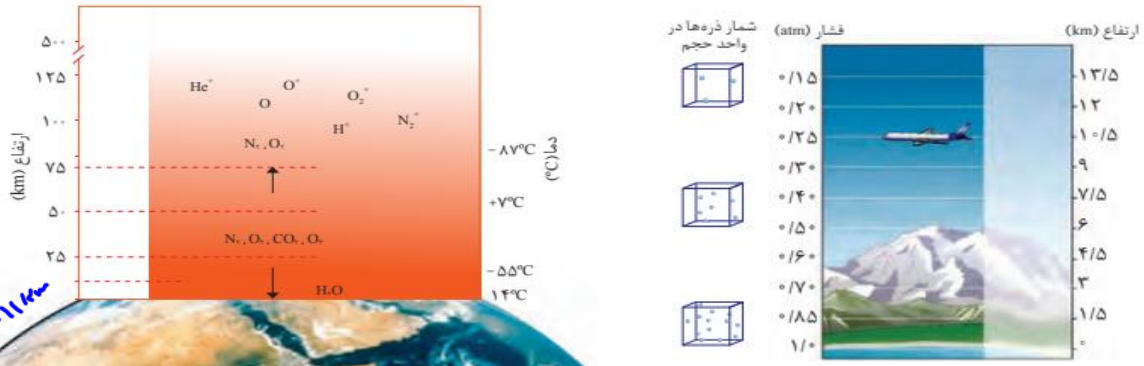 ۵۰۰
۱۲۵
۱۰۰
۷۵
۵۰
۲۵
ارتفاع (km)
۱۱ km
He⁺
O⁺
O
O₂⁺
H⁺
N₂⁺
N₂ , O₂
N₂ , O₂ , CO₂ , O₃
H₂O
-۸۷°C
+۷°C
-۵۵°C
۱۴°C
دما (°C)
شمار ذره‌ها در
واحد حجم
فشار (atm)
ارتفاع (km)
۰/۱۵
۰/۲۰
۰/۲۵
۰/۳۰
۰/۴۰
۰/۵۰
۰/۶۰
۰/۷۰
۰/۸۵
۱/۰
۱۳/۵
۱۲
۱۰/۵
۹
۷/۵
۶
۴/۵
۳
۱/۵
۰